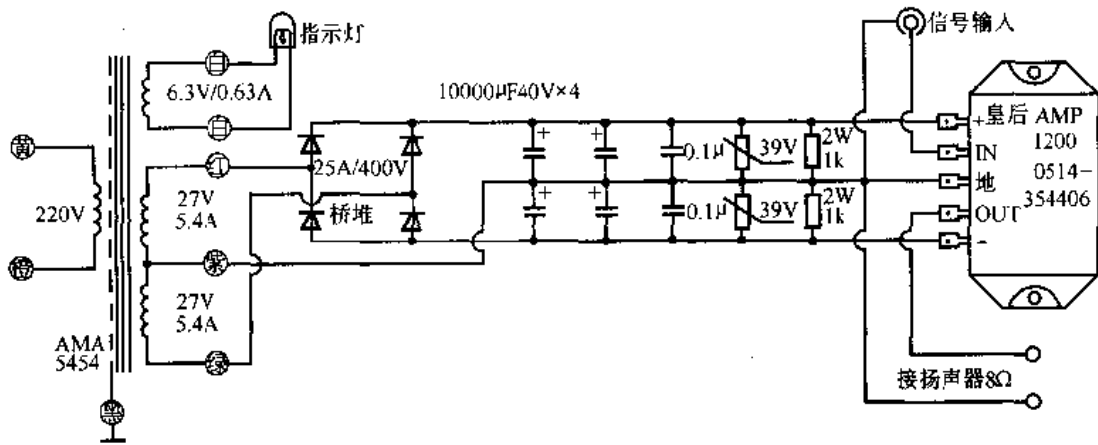 指示灯
信号输入
白
6.3V/0.63A
白
10000μF40V×4
黄
220V
橙
红
27V
5.4A
25A/400V
桥堆
紫
27V
5.4A
绿
AMA
5454
黑
+
+
+
+
0.1μ
39V
2W
1k
0.1μ
39V
2W
1k
+皇后 AMP
1200
IN
地 0514-
354406
OUT
-
接扬声器8Ω